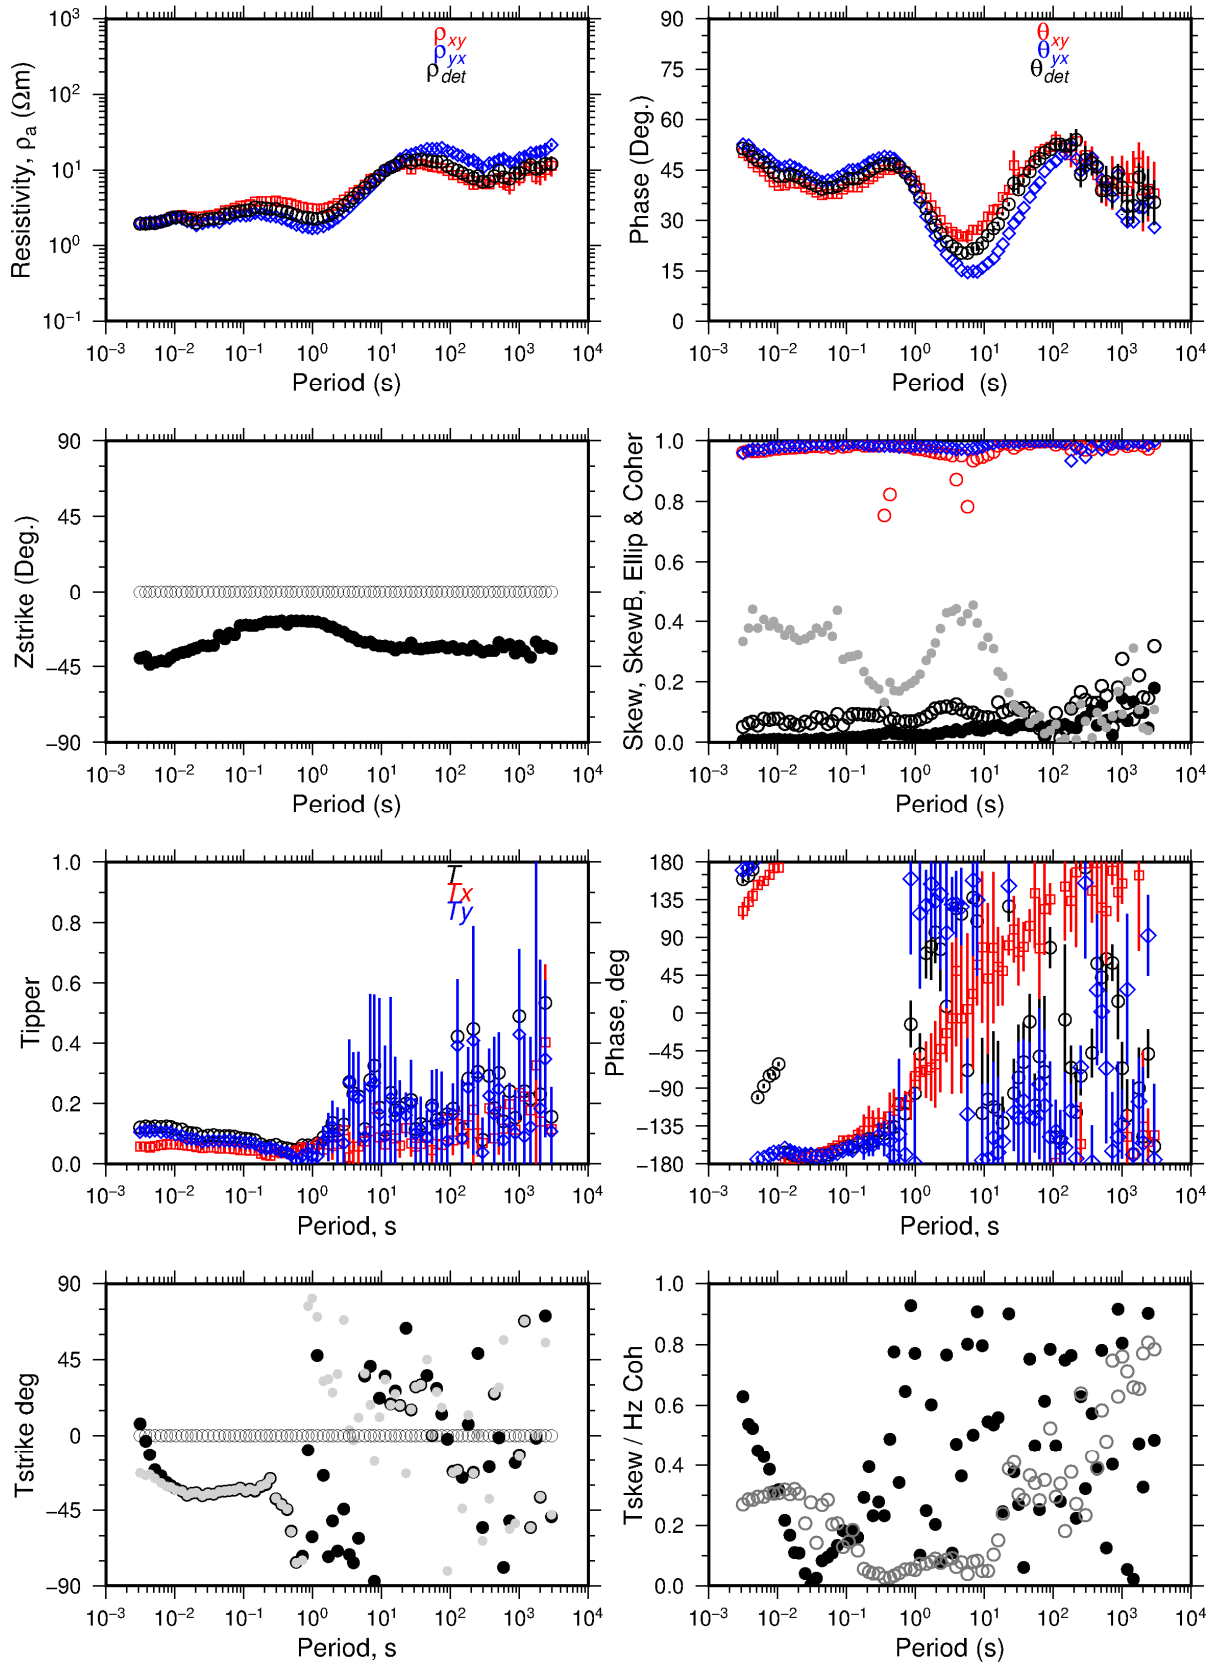 Resistivity, ρa (Ωm)
10³
10²
10¹
10⁰
10⁻¹
ρxy
ρyx
ρdet
10⁻³ 10⁻² 10⁻¹ 10⁰ 10¹ 10² 10³ 10⁴
Period (s)
Phase (Deg.)
90
75
60
45
30
15
0
θxy
θyx
θdet
10⁻³ 10⁻² 10⁻¹ 10⁰ 10¹ 10² 10³ 10⁴
Period (s)
Zstrike (Deg.)
90
45
0
−45
−90
10⁻³ 10⁻² 10⁻¹ 10⁰ 10¹ 10² 10³ 10⁴
Period (s)
Skew, SkewB, Ellip & Coher
1.0
0.8
0.6
0.4
0.2
0.0
10⁻³ 10⁻² 10⁻¹ 10⁰ 10¹ 10² 10³ 10⁴
Period (s)
Tipper
1.0
0.8
0.6
0.4
0.2
0.0
T
Tx
Ty
10⁻³ 10⁻² 10⁻¹ 10⁰ 10¹ 10² 10³ 10⁴
Period, s
Phase, deg
180
135
90
45
0
−45
−90
−135
−180
10⁻³ 10⁻² 10⁻¹ 10⁰ 10¹ 10² 10³ 10⁴
Period, s
Tstrike deg
90
45
0
−45
−90
10⁻³ 10⁻² 10⁻¹ 10⁰ 10¹ 10² 10³ 10⁴
Period, s
Tskew / Hz Coh
1.0
0.8
0.6
0.4
0.2
0.0
10⁻³ 10⁻² 10⁻¹ 10⁰ 10¹ 10² 10³ 10⁴
Period (s)